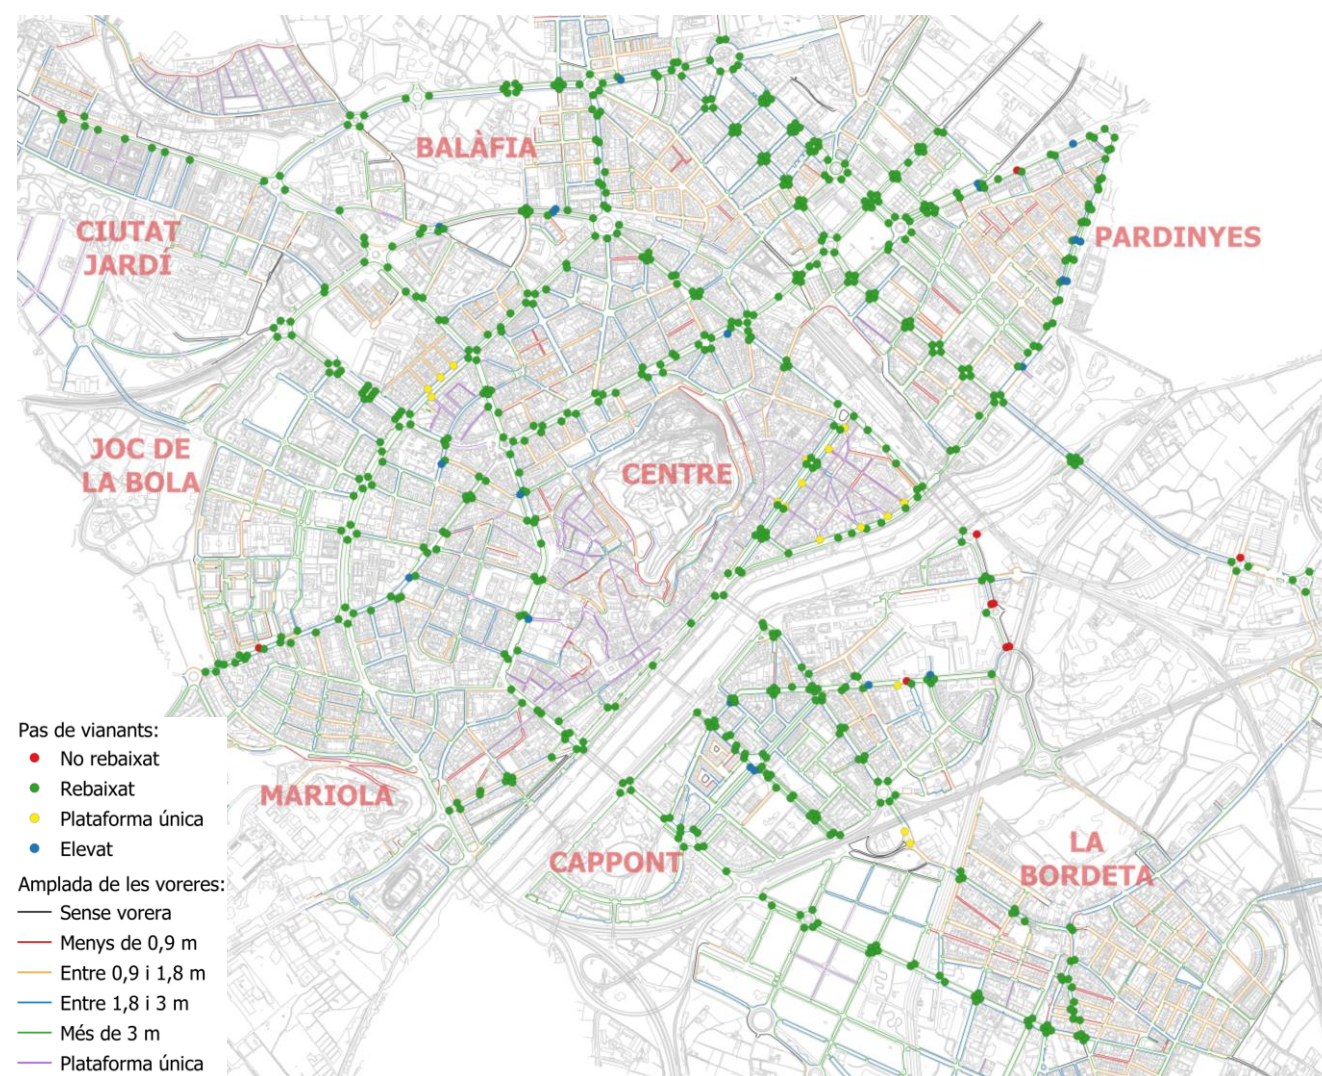 BALÀFIA
CIUTAT
JARDÍ
PARDINYES
JOC DE
LA BOLA
CENTRE
MARIOLA
CAPPONT
LA
BORDETA
Pas de vianants:
No rebaixat
Rebaixat
Plataforma única
Elevat
Amplada de les voreres:
Sense vorera
Menys de 0,9 m
Entre 0,9 i 1,8 m
Entre 1,8 i 3 m
Més de 3 m
Plataforma única